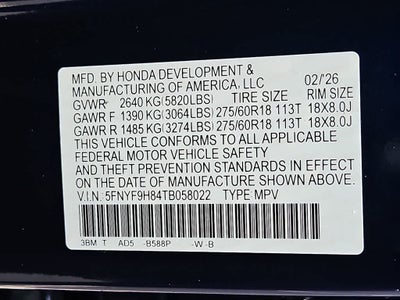 MFD. BY HONDA DEVELOPMENT & 02/26
MANUFACTURING OF AMERICA, LLC
GVWR 2640 KG(5820LBS) TIRE SIZE RIM SIZE
GAWR F 1390 KG(3064LBS) 275/60R18 113T 18X8.0J
GAWR R 1485 KG(3274LBS) 275/60R18 113T 18X8.0J
THIS VEHICLE CONFORMS TO ALL APPLICABLE
FEDERAL MOTOR VEHICLE SAFETY
AND THEFT PREVENTION STANDARDS IN EFFECT
ON THE DATE OF MANUFACTURE SHOWN ABOVE.
V.I.N.: 5FNYF9H84TB058022 TYPE MPV
3BM T AD5 -B588P -W -B